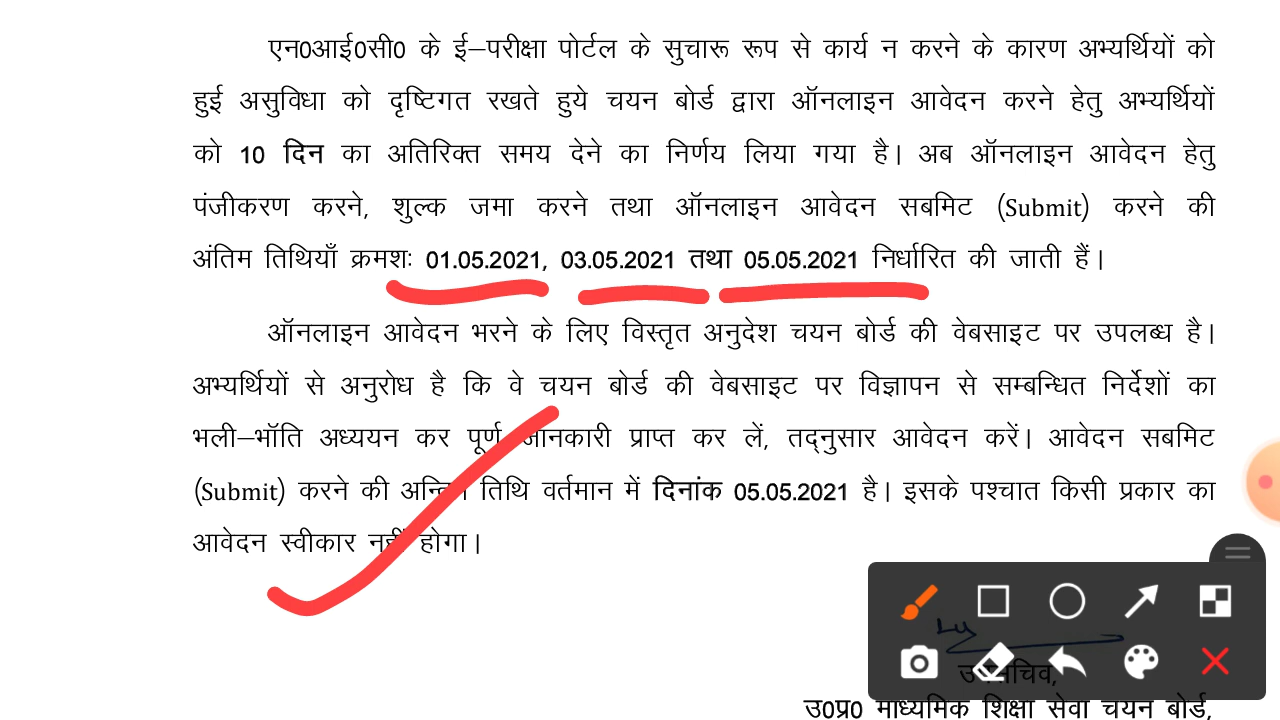 एन0आई0सी0 के ई–परीक्षा पोर्टल के सुचारू रूप से कार्य न करने के कारण अभ्यर्थियों को
हुई असुविधा को दृष्टिगत रखते हुये चयन बोर्ड द्वारा ऑनलाइन आवेदन करने हेतु अभ्यर्थियों
को 10 दिन का अतिरिक्त समय देने का निर्णय लिया गया है। अब ऑनलाइन आवेदन हेतु
पंजीकरण करने, शुल्क जमा करने तथा ऑनलाइन आवेदन सबमिट (Submit) करने की
अंतिम तिथियाँ क्रमशः 01.05.2021, 03.05.2021 तथा 05.05.2021 निर्धारित की जाती हैं।
ऑनलाइन आवेदन भरने के लिए विस्तृत अनुदेश चयन बोर्ड की वेबसाइट पर उपलब्ध है।
अभ्यर्थियों से अनुरोध है कि वे चयन बोर्ड की वेबसाइट पर विज्ञापन से सम्बन्धित निर्देशों का
भली–भॉति अध्ययन कर पूर्ण जानकारी प्राप्त कर लें, तद्नुसार आवेदन करें। आवेदन सबमिट
(Submit) करने की अन्तिम तिथि वर्तमान में दिनांक 05.05.2021 है। इसके पश्चात किसी प्रकार का
आवेदन स्वीकार नहीं होगा।
उपसचिव,
उ0प्र0 माध्यमिक शिक्षा सेवा चयन बोर्ड,